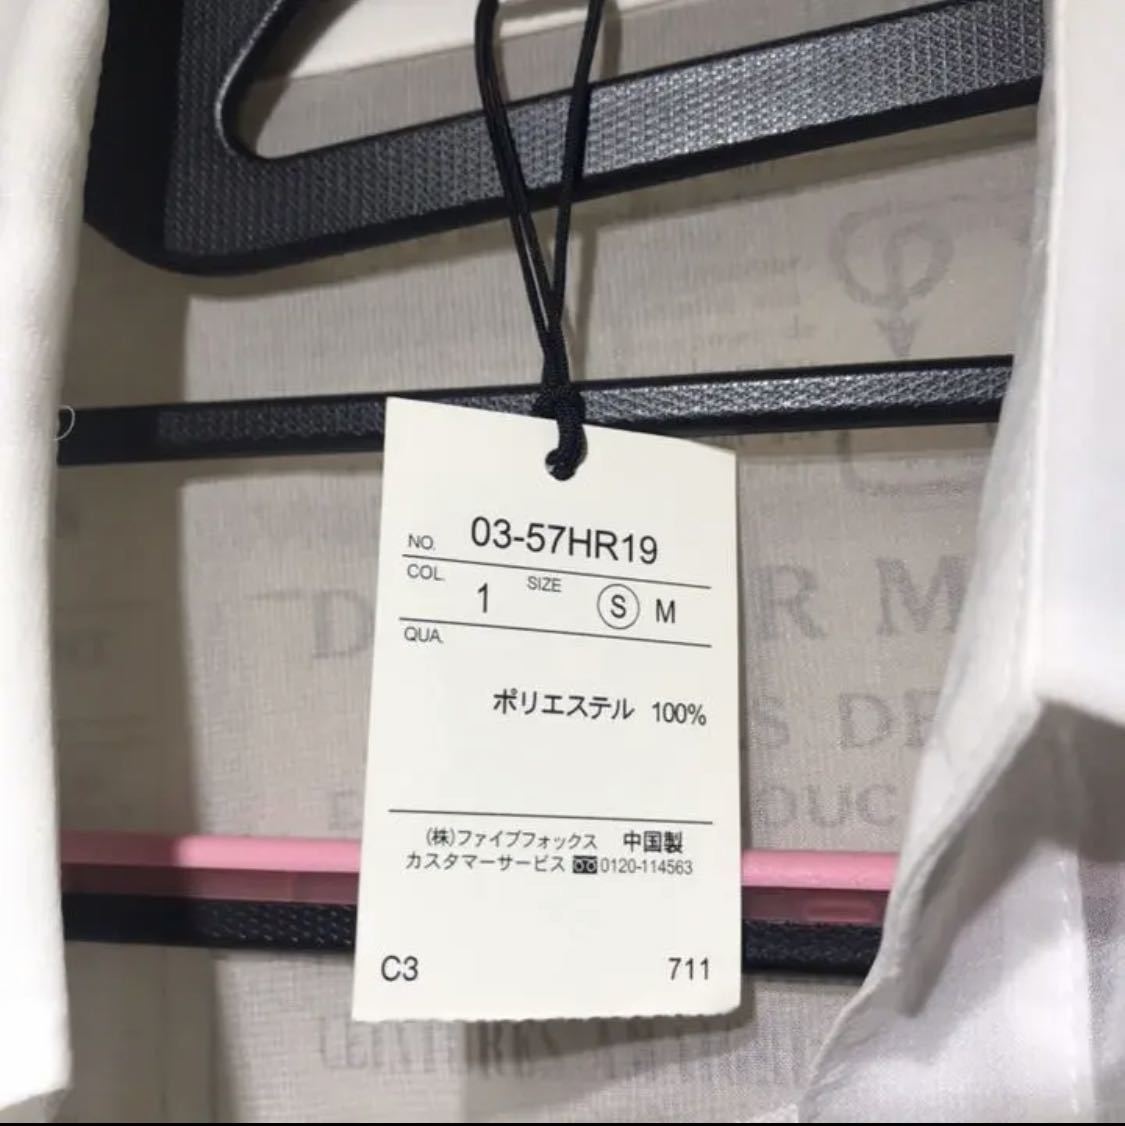 NO. 03-57HR19
COL. 1 SIZE S M
QUA.
ポリエステル 100%
(株)ファイブフォックス 中国製
カスタマーサービス 0120-114563
C3 711
R M
S DE
DUC